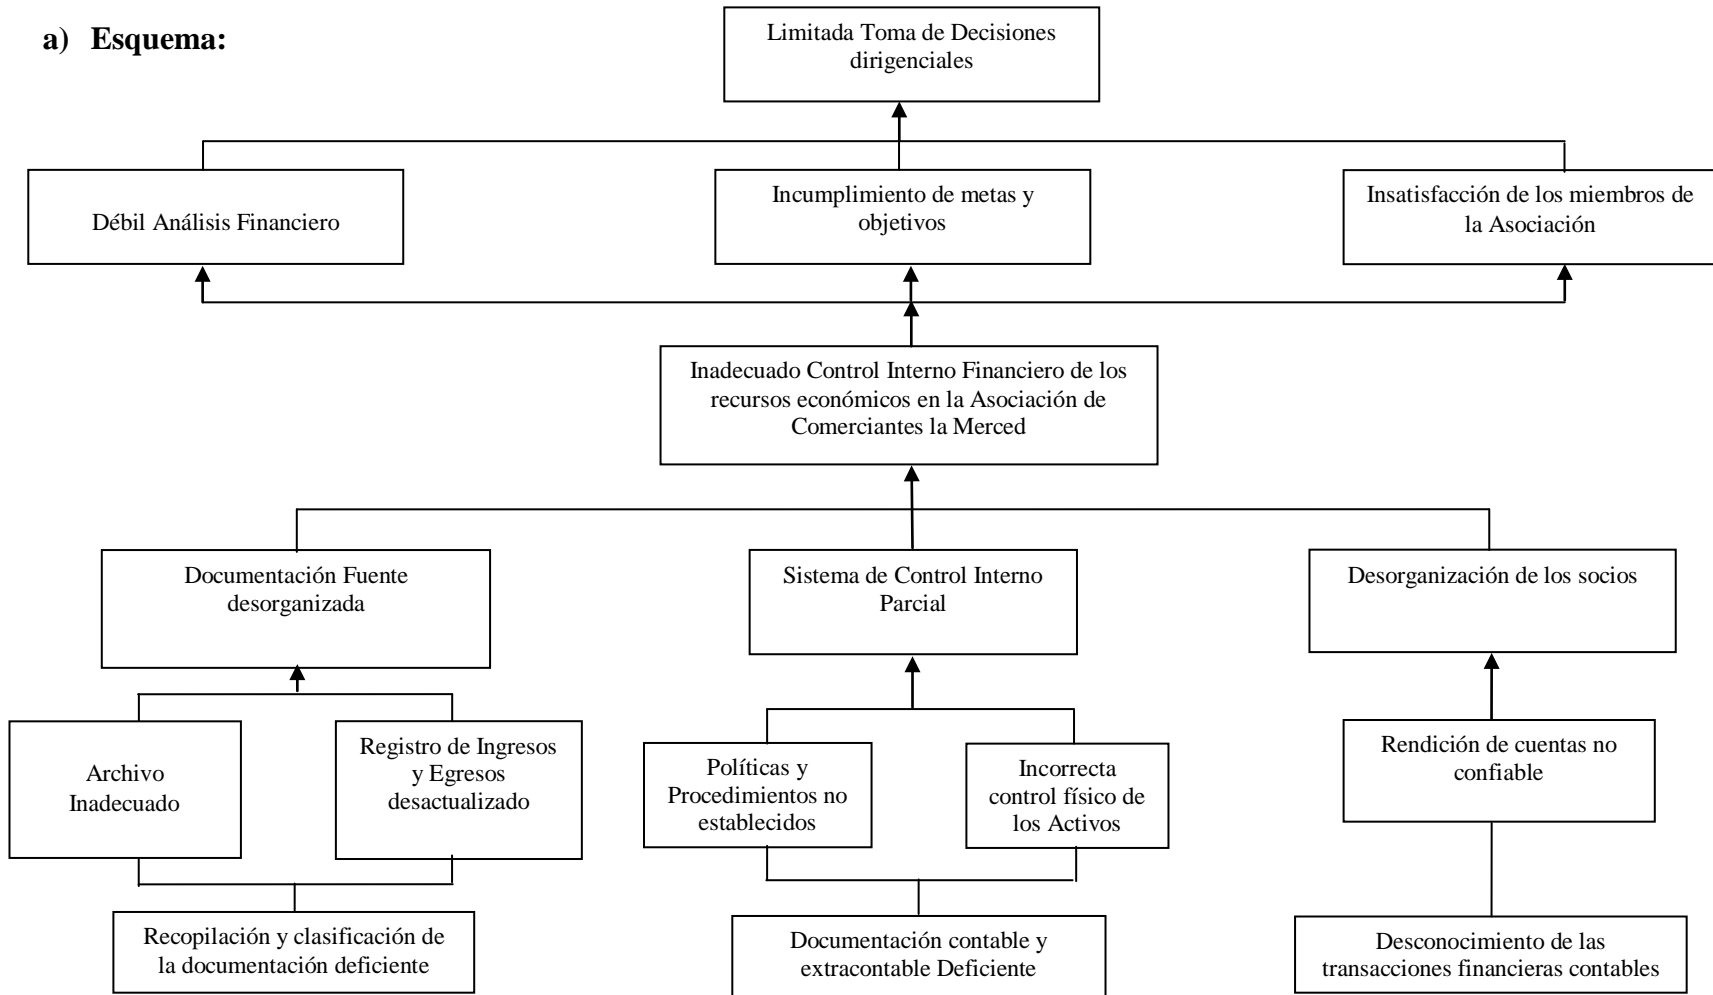 a) Esquema:
Limitada Toma de Decisiones
dirigenciales
Débil Análisis Financiero
Incumplimiento de metas y
objetivos
Insatisfacción de los miembros de
la Asociación
Inadecuado Control Interno Financiero de los
recursos económicos en la Asociación de
Comerciantes la Merced
Documentación Fuente
desorganizada
Sistema de Control Interno
Parcial
Desorganización de los socios
Archivo
Inadecuado
Registro de Ingresos
y Egresos
desactualizado
Políticas y
Procedimientos no
establecidos
Incorrecta
control físico de
los Activos
Rendición de cuentas no
confiable
Recopilación y clasificación de
la documentación deficiente
Documentación contable y
extracontable Deficiente
Desconocimiento de las
transacciones financieras contables